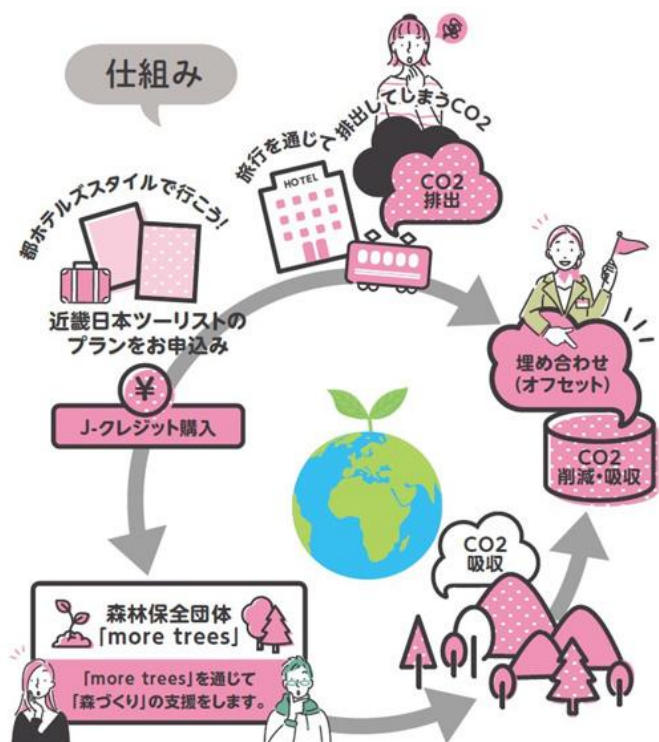 仕組み
都ホテルズスタイルで行こう!
近畿日本ツーリストの
プランをお申込み
¥
J-クレジット購入
旅行を通じて
排出してしまうCO2
HOTEL
CO2
排出
埋め合わせ
(オフセット)
CO2
削減・吸収
CO2
吸収
森林保全団体
「more trees」
「more trees」を通じて
「森づくり」の支援をします。